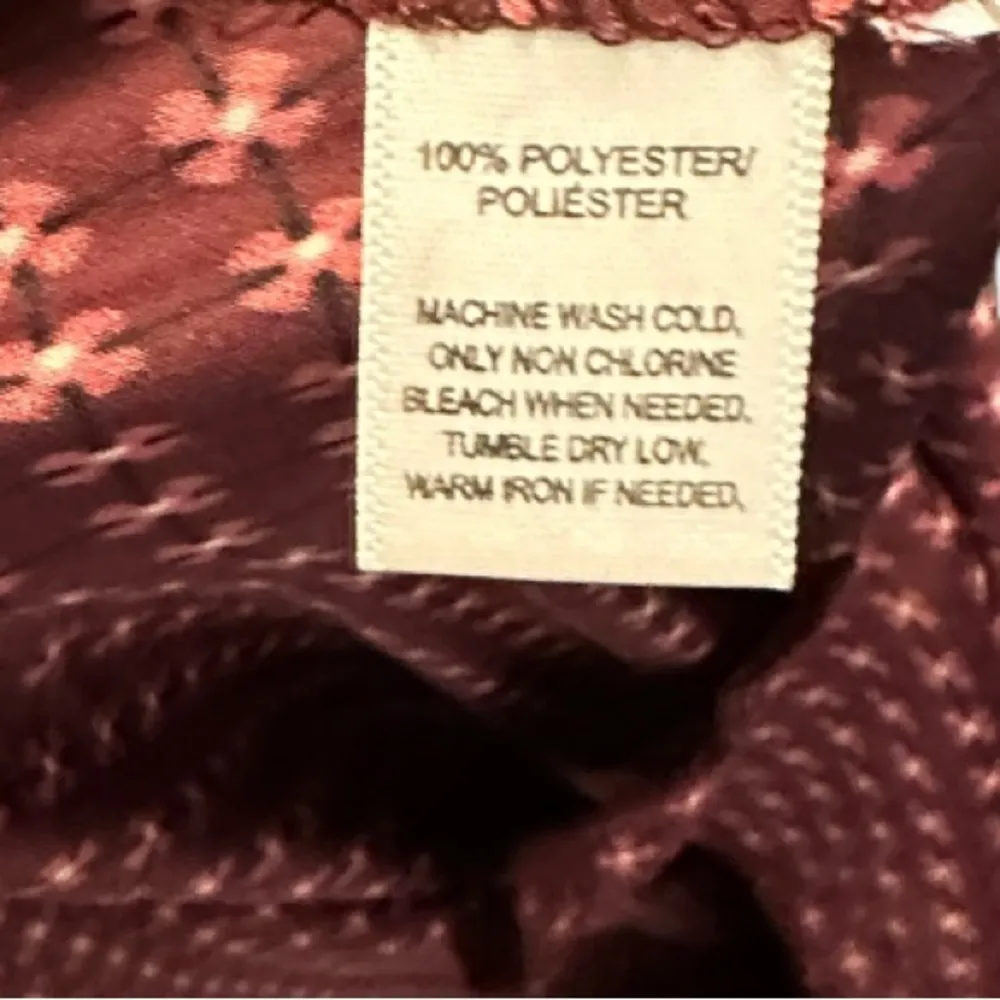 100% POLYESTER/
POLIÉSTER
MACHINE WASH COLD,
ONLY NON CHLORINE
BLEACH WHEN NEEDED.
TUMBLE DRY LOW.
WARM IRON IF NEEDED.